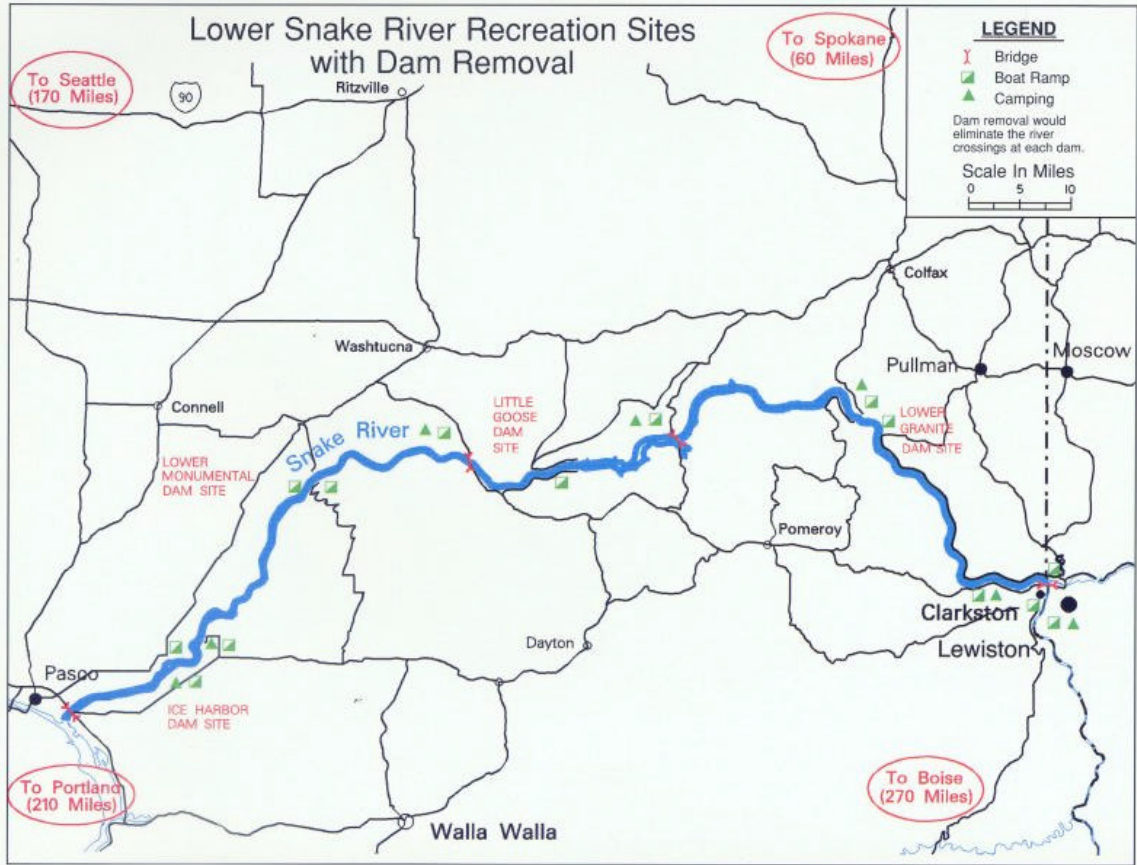 Lower Snake River Recreation Sites
with Dam Removal
To Seattle
(170 Miles)
90
Ritzville
To Spokane
(60 Miles)
LEGEND
Bridge
Boat Ramp
Camping
Dam removal would
eliminate the river
crossings at each dam.
Scale In Miles
0 5 10
Colfax
Washtucna
Pullman
Moscow
Connell
LITTLE
GOOSE
DAM
SITE
LOWER
GRANITE
DAM SITE
Snake River
LOWER
MONUMENTAL
DAM SITE
Pomeroy
Clarkston
Lewiston
Dayton
Pasco
ICE HARBOR
DAM SITE
To Portland
(210 Miles)
To Boise
(270 Miles)
Walla Walla